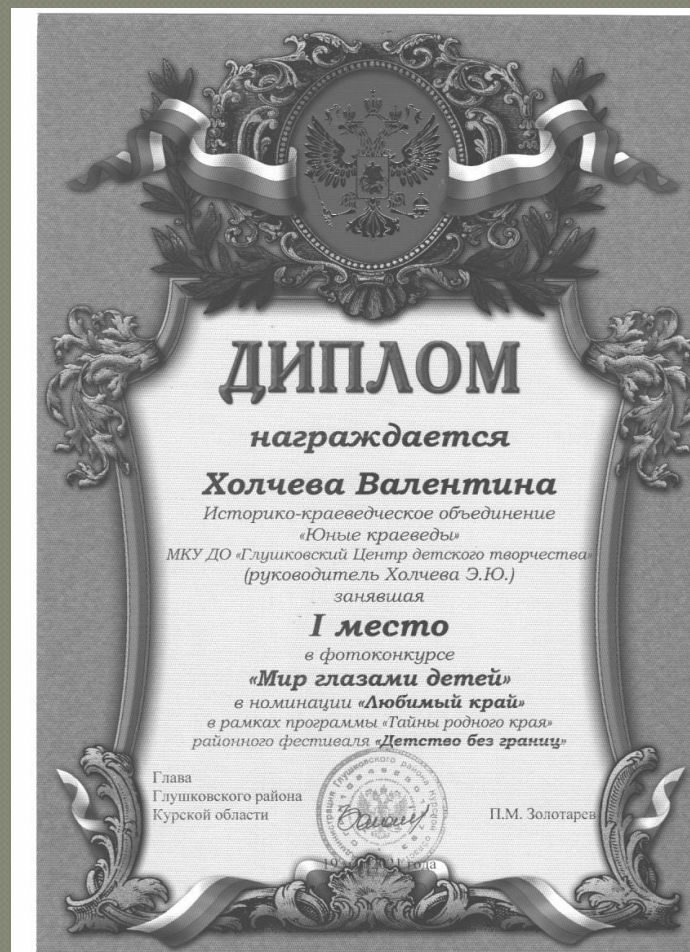 ДИПЛОМ
награждается
Холчева Валентина
Историко-краеведческое объединение
«Юные краеведы»
МКУ ДО «Глушковский Центр детского творчества»
(руководитель Холчева Э.Ю.)
занявшая
I место
в фотоконкурсе
«Мир глазами детей»
в номинации «Любимый край»
в рамках программы «Тайны родного края»
районного фестиваля «Детство без границ»
Глава
Глушковского района
Курской области
П.М. Золотарев
года